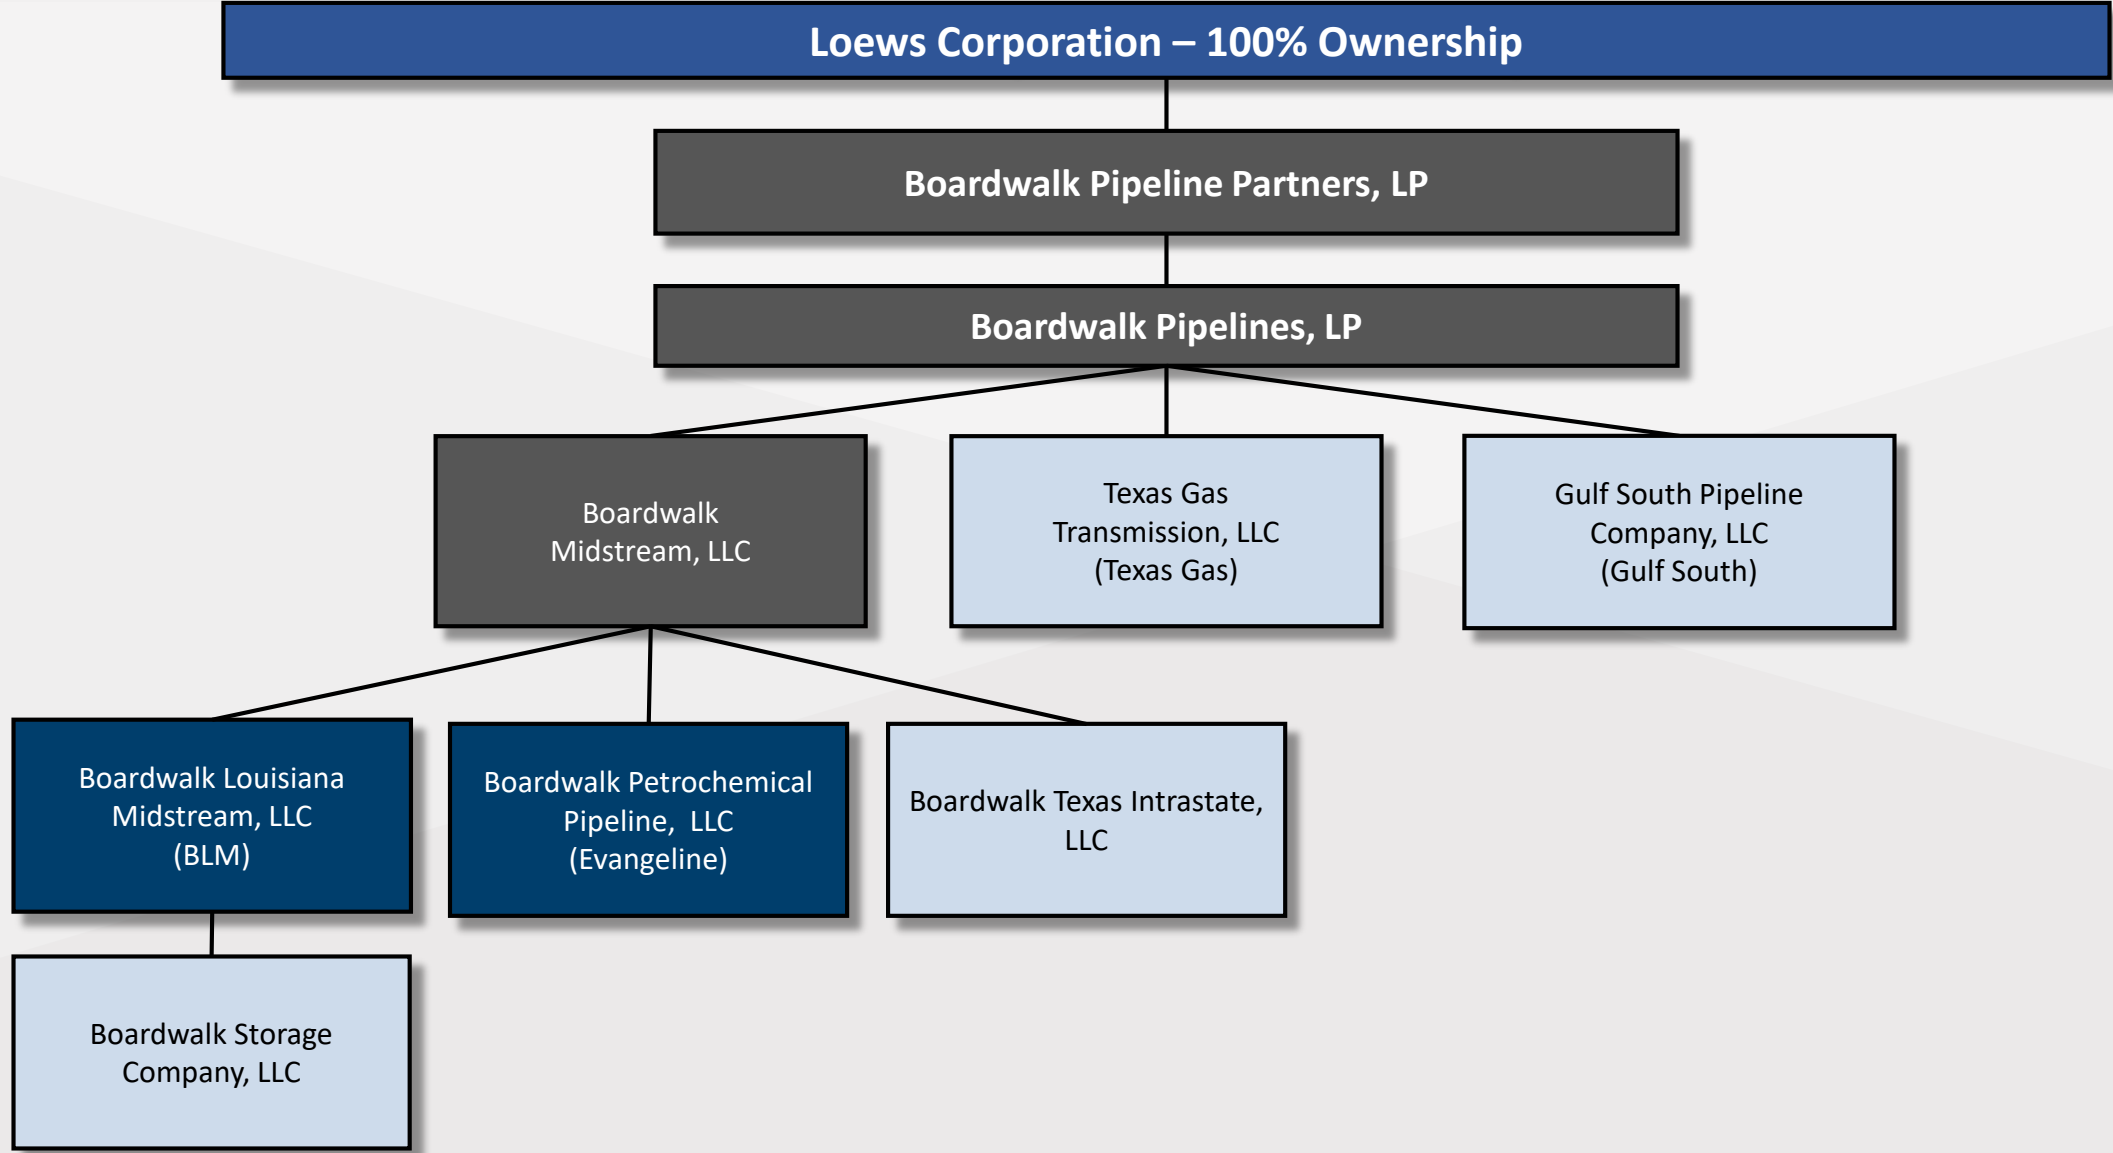 Loews Corporation – 100% Ownership
Boardwalk Pipeline Partners, LP
Boardwalk Pipelines, LP
Boardwalk
Midstream, LLC
Texas Gas
Transmission, LLC
(Texas Gas)
Gulf South Pipeline
Company, LLC
(Gulf South)
Boardwalk Louisiana
Midstream, LLC
(BLM)
Boardwalk Petrochemical
Pipeline,  LLC
(Evangeline)
Boardwalk Texas Intrastate,
LLC
Boardwalk Storage
Company, LLC